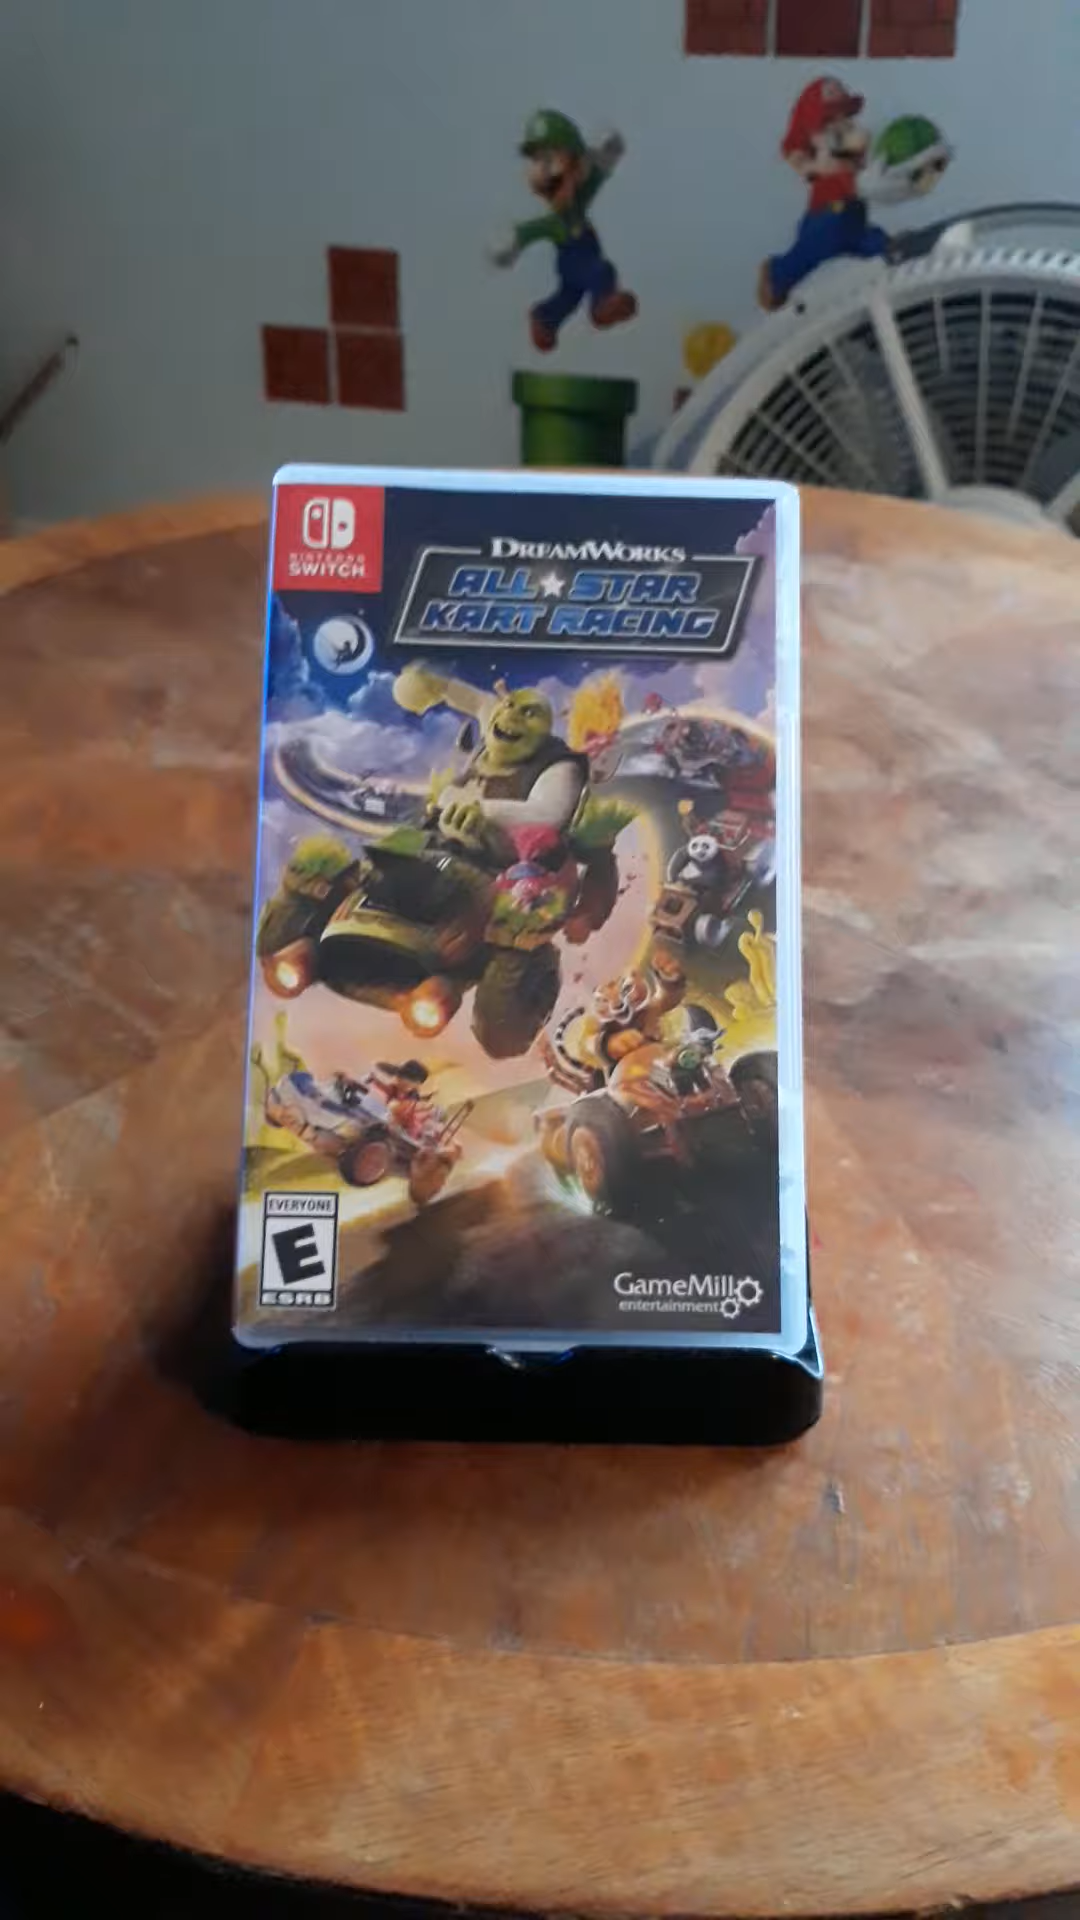 NINTENDO
SWITCH
DREAMWORKS
ALL★STAR
KART RACING
EVERYONE
E
ESRB
GameMill
entertainment